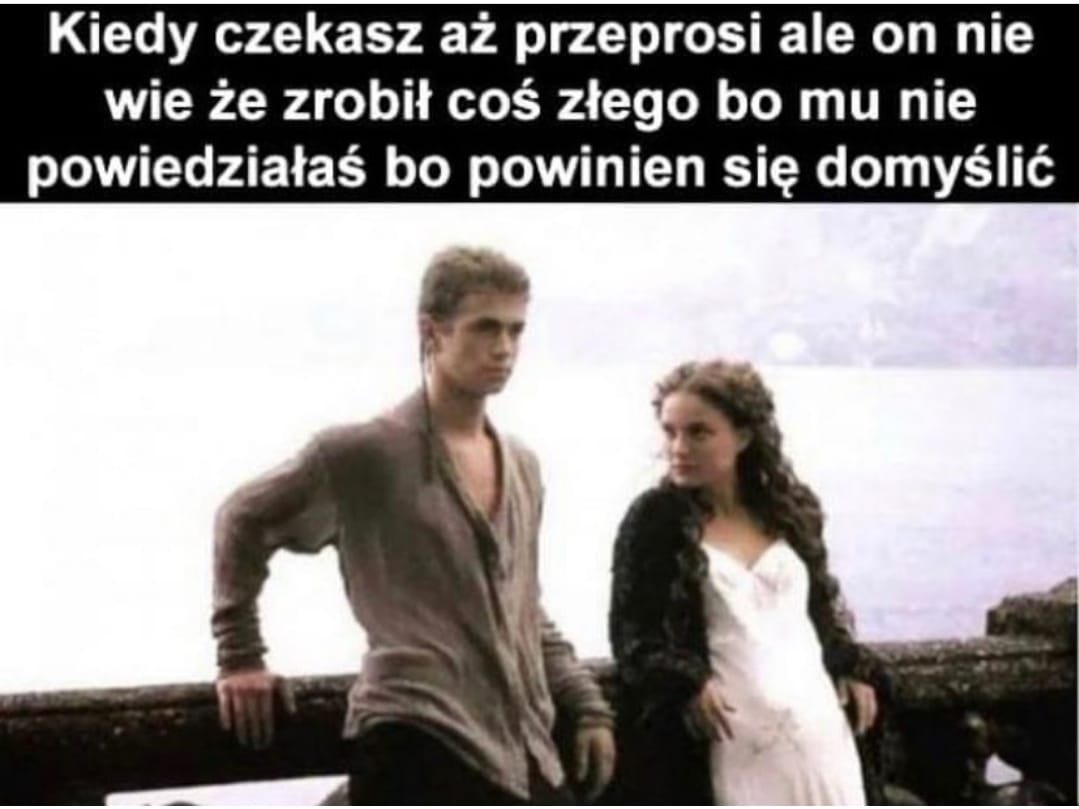 Kiedy czekasz aż przeprosi ale on nie
wie że zrobił coś złego bo mu nie
powiedziałaś bo powinien się domyślić